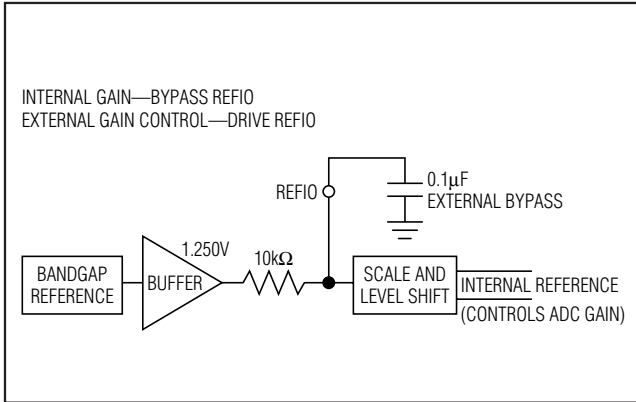 INTERNAL GAIN—BYPASS REFIO
EXTERNAL GAIN CONTROL—DRIVE REFIO
REFIO
0.1μF
EXTERNAL BYPASS
1.250V
10kΩ
BANDGAP
REFERENCE
BUFFER
SCALE AND
LEVEL SHIFT
INTERNAL REFERENCE
(CONTROLS ADC GAIN)